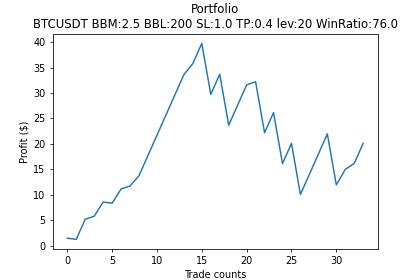 Portfolio
BTCUSDT BBM:2.5 BBL:200 SL:1.0 TP:0.4 lev:20 WinRatio:76.0
40
35
30
25
20
15
10
5
0
Profit ($)
0 5 10 15 20 25 30
Trade counts